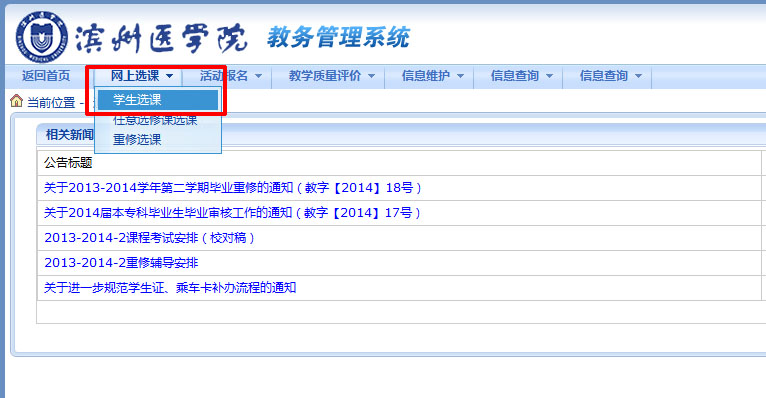 滨州医学院 教务管理系统
返回首页 网上选课 活动报名 教学质量评价 信息维护 信息查询 信息查询
当前位置 -
学生选课
任意选修课选课
重修选课
相关新闻
公告标题
关于2013-2014学年第二学期毕业重修的通知（教字【2014】18号）
关于2014届本专科毕业生毕业审核工作的通知（教字【2014】17号）
2013-2014-2课程考试安排（校对稿）
2013-2014-2重修辅导安排
关于进一步规范学生证、乘车卡补办流程的通知